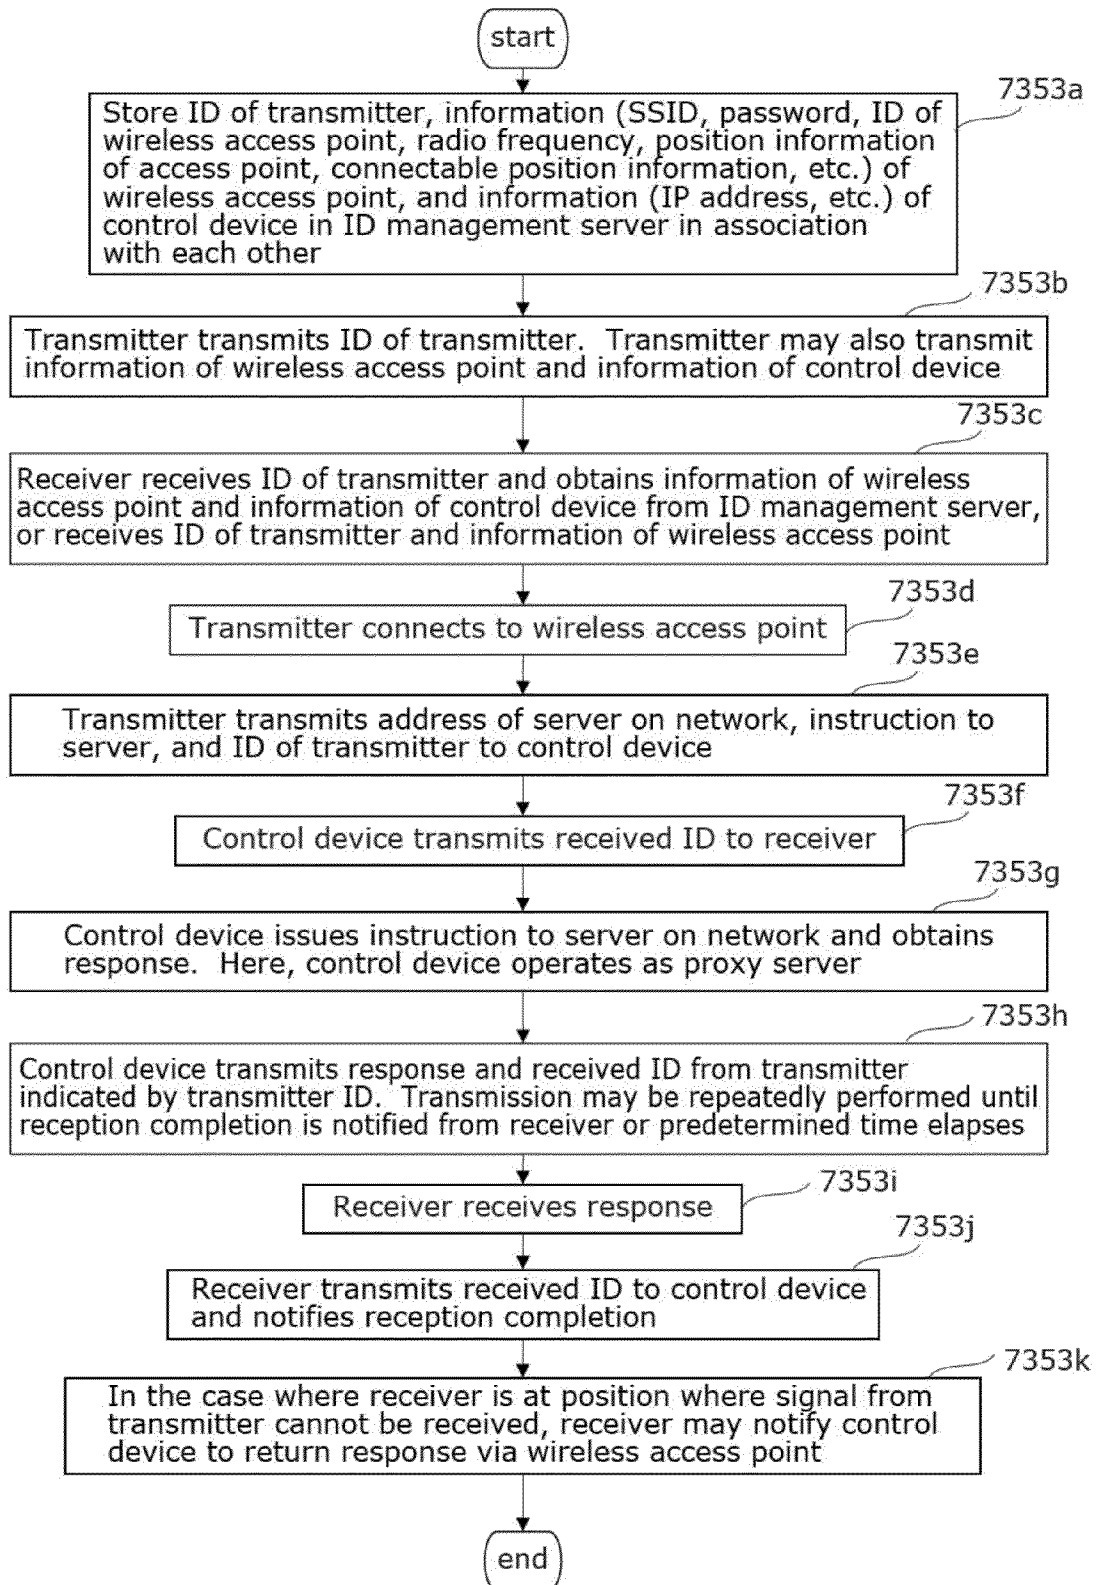 start
7353a
Store ID of transmitter, information (SSID, password, ID of
wireless access point, radio frequency, position information
of access point, connectable position information, etc.) of
wireless access point, and information (IP address, etc.) of
control device in ID management server in association
with each other
7353b
Transmitter transmits ID of transmitter. Transmitter may also transmit
information of wireless access point and information of control device
7353c
Receiver receives ID of transmitter and obtains information of wireless
access point and information of control device from ID management server,
or receives ID of transmitter and information of wireless access point
7353d
Transmitter connects to wireless access point
7353e
Transmitter transmits address of server on network, instruction to
server, and ID of transmitter to control device
7353f
Control device transmits received ID to receiver
7353g
Control device issues instruction to server on network and obtains
response. Here, control device operates as proxy server
7353h
Control device transmits response and received ID from transmitter
indicated by transmitter ID. Transmission may be repeatedly performed until
reception completion is notified from receiver or predetermined time elapses
7353i
Receiver receives response
7353j
Receiver transmits received ID to control device
and notifies reception completion
7353k
In the case where receiver is at position where signal from
transmitter cannot be received, receiver may notify control
device to return response via wireless access point
end